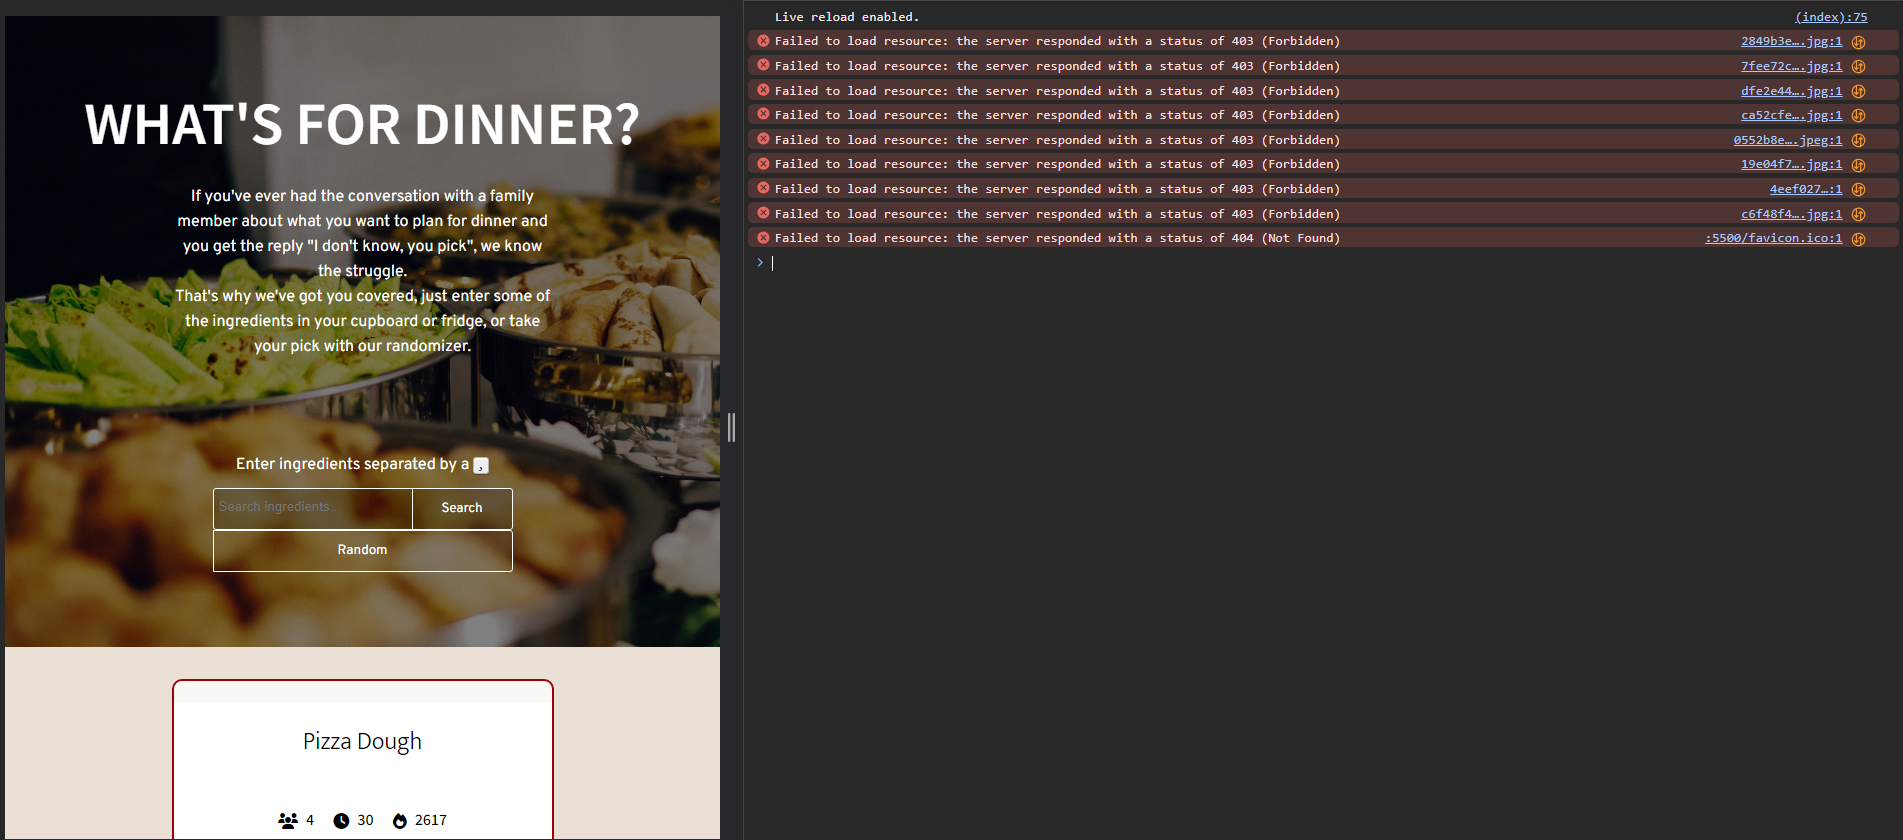 WHAT'S FOR DINNER?
If you've ever had the conversation with a family
member about what you want to plan for dinner and
you get the reply "I don't know, you pick", we know
the struggle.
That's why we've got you covered, just enter some of
the ingredients in your cupboard or fridge, or take
your pick with our randomizer.
Enter ingredients separated by a ,
Search ingredients..
Search
Random
Pizza Dough
4 30 2617
Live reload enabled. (index):75
Failed to load resource: the server responded with a status of 403 (Forbidden) 2849b3e….jpg:1
Failed to load resource: the server responded with a status of 403 (Forbidden) 7fee72c….jpg:1
Failed to load resource: the server responded with a status of 403 (Forbidden) dfe2e44….jpg:1
Failed to load resource: the server responded with a status of 403 (Forbidden) ca52cfe….jpg:1
Failed to load resource: the server responded with a status of 403 (Forbidden) 0552b8e….jpeg:1
Failed to load resource: the server responded with a status of 403 (Forbidden) 19e04f7….jpg:1
Failed to load resource: the server responded with a status of 403 (Forbidden) 4eef027…:1
Failed to load resource: the server responded with a status of 403 (Forbidden) c6f48f4….jpg:1
Failed to load resource: the server responded with a status of 404 (Not Found) :5500/favicon.ico:1